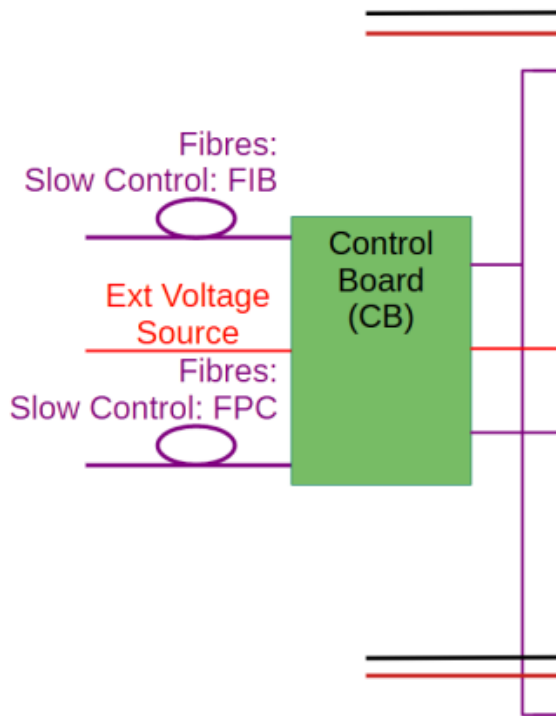 Fibres:
Slow Control: FIB
Ext Voltage
Source
Fibres:
Slow Control: FPC
Control
Board
(CB)